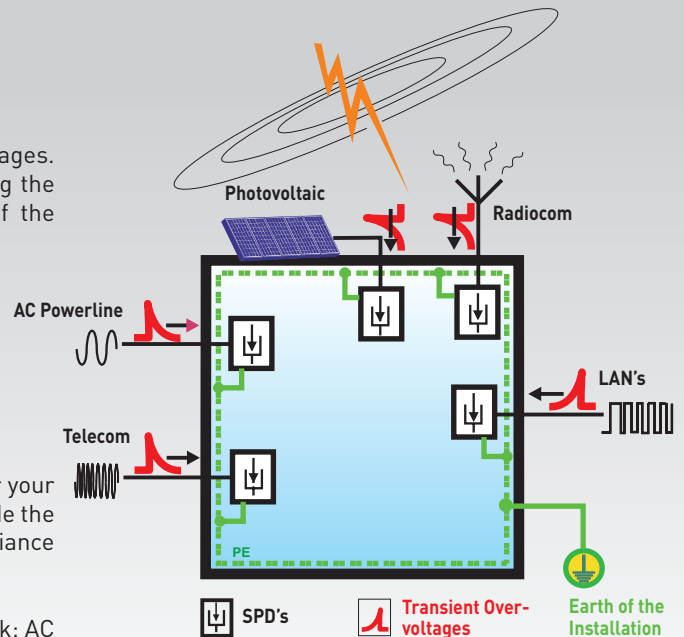 ages.
g the
f the
Photovoltaic
Radiocom
AC Powerline
LAN's
Telecom
r your
le the
iance
PE
k: AC
SPD's
Transient Over-
voltages
Earth of the
Installation